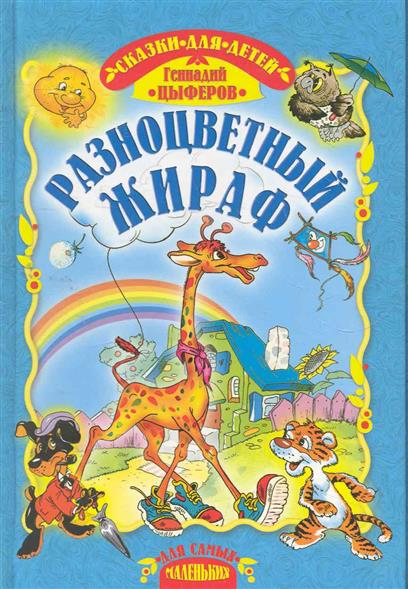 СКАЗКИ•ДЛЯ•ДЕТЕЙ
ГЕННАДИЙ
•ЦЫФЕРОВ•
РАЗНОЦВЕТНЫЙ
ЖИРАФ
ДЛЯ САМЫХ
МАЛЕНЬКИХ